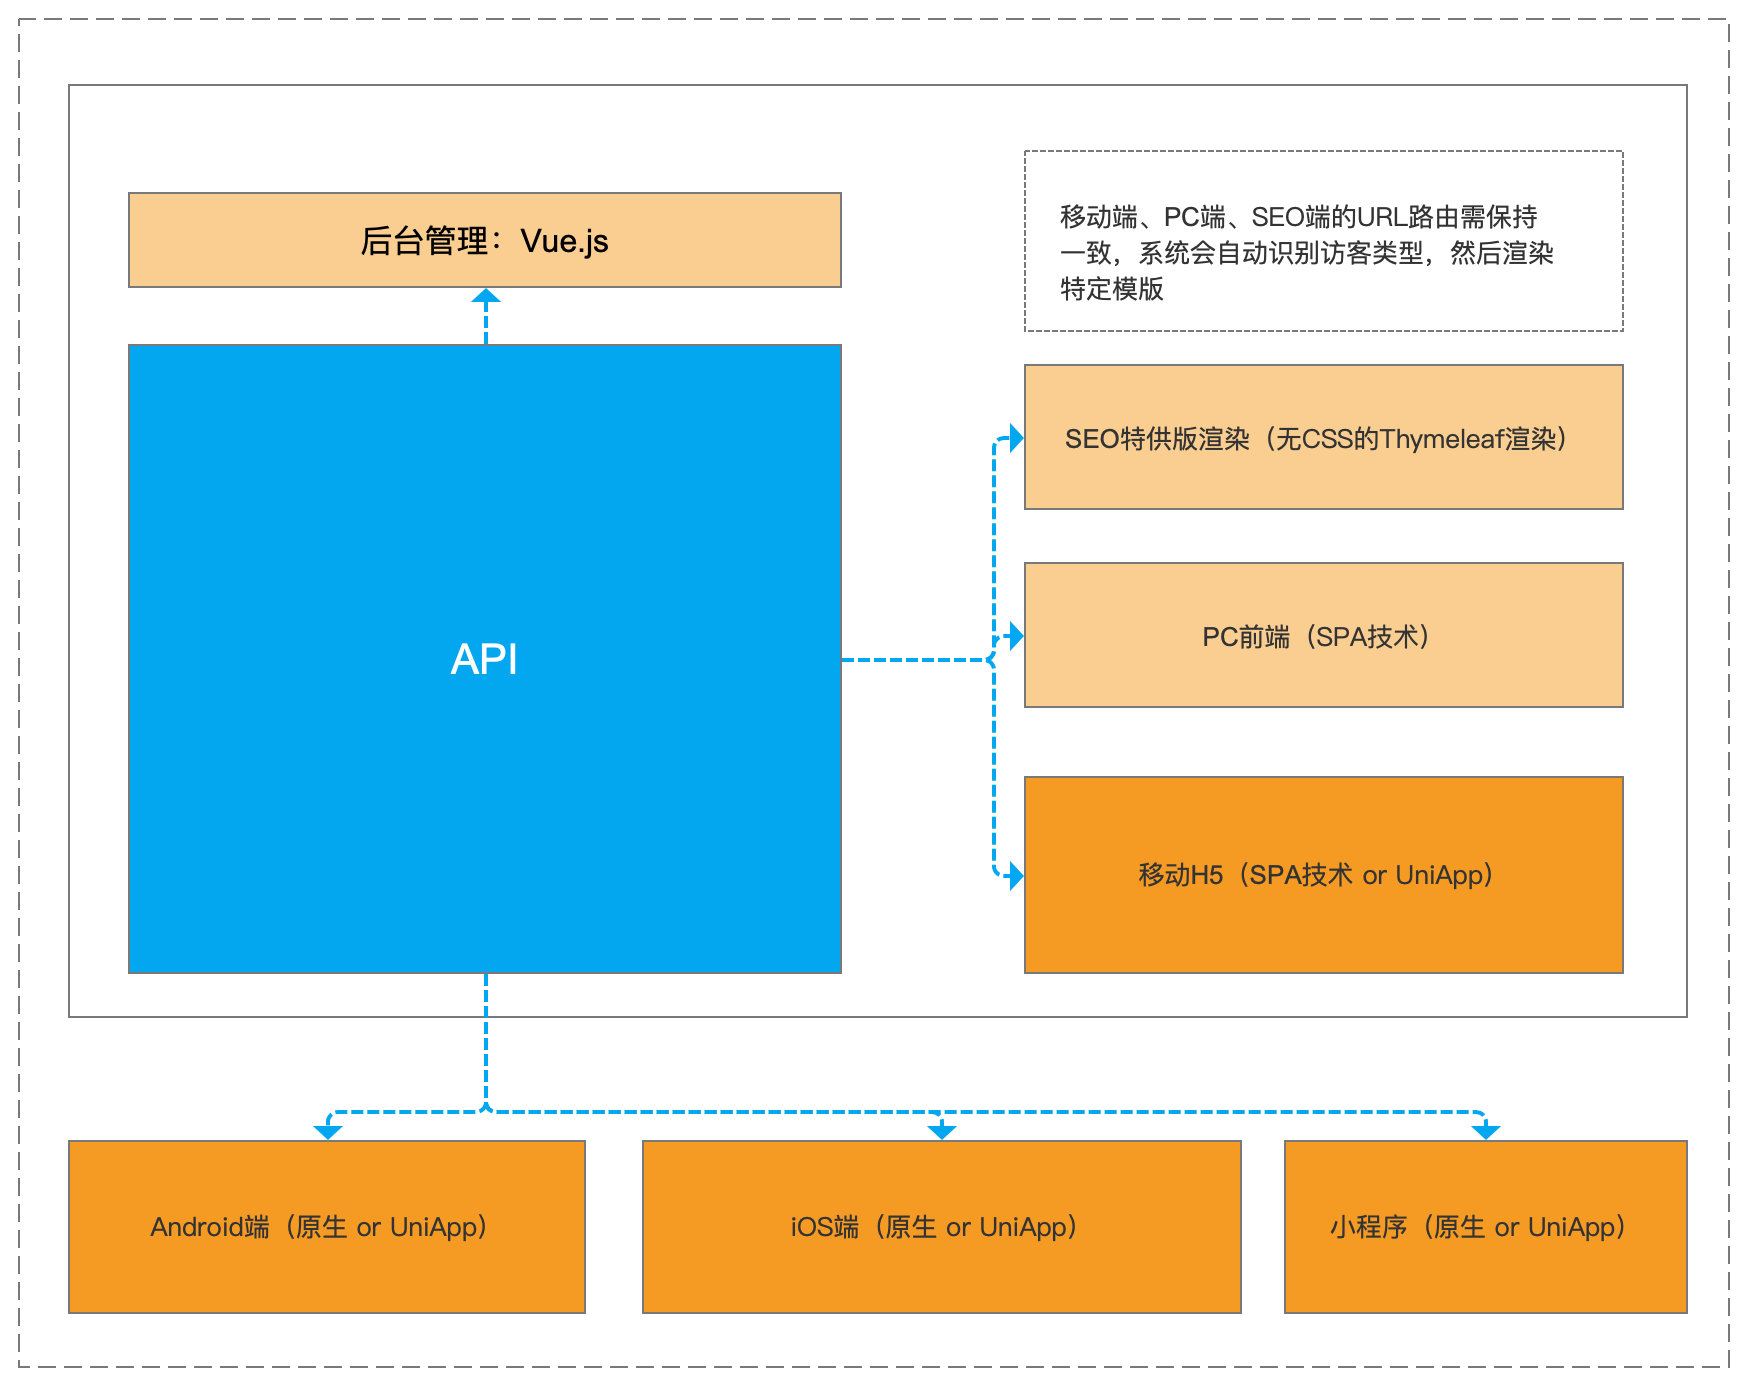 后台管理：Vue.js
移动端、PC端、SEO端的URL路由需保持
一致，系统会自动识别访客类型，然后渲染
特定模版
SEO特供版渲染（无CSS的Thymeleaf渲染）
API
PC前端（SPA技术）
移动H5（SPA技术 or UniApp）
Android端（原生 or UniApp）
iOS端（原生 or UniApp）
小程序（原生 or UniApp）